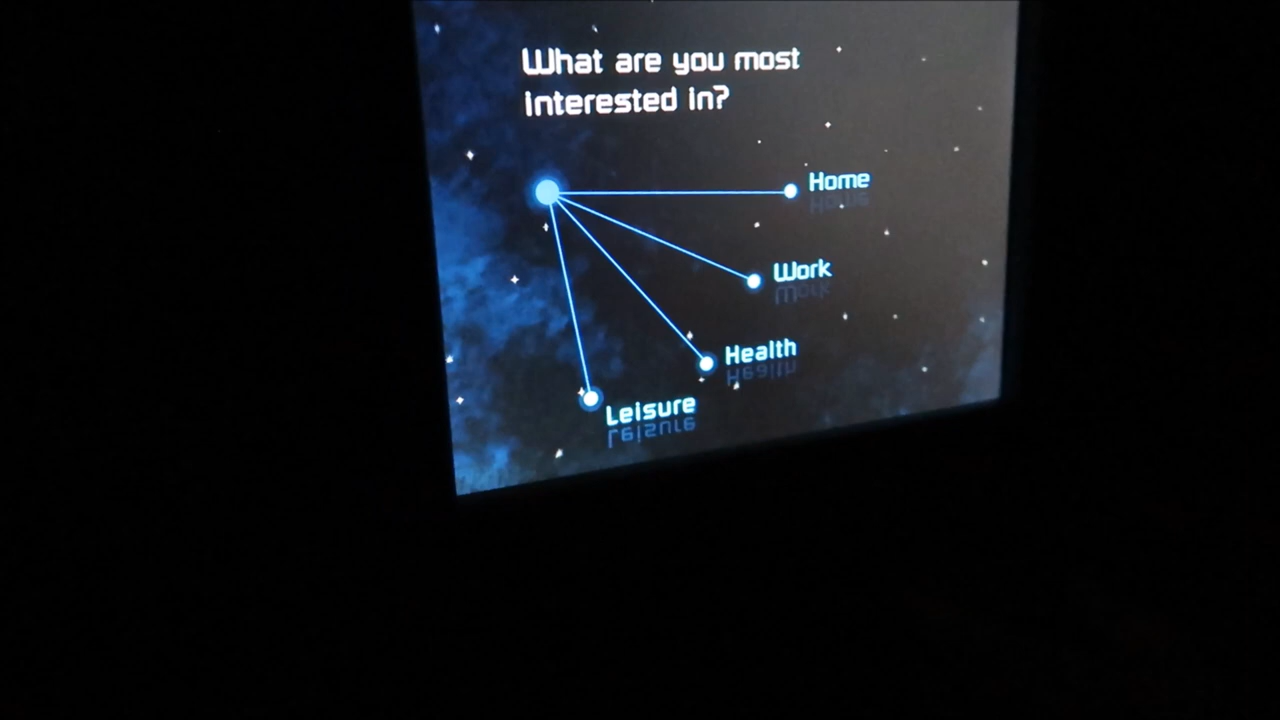 What are you most
interested in?
Home
Work
Health
Leisure